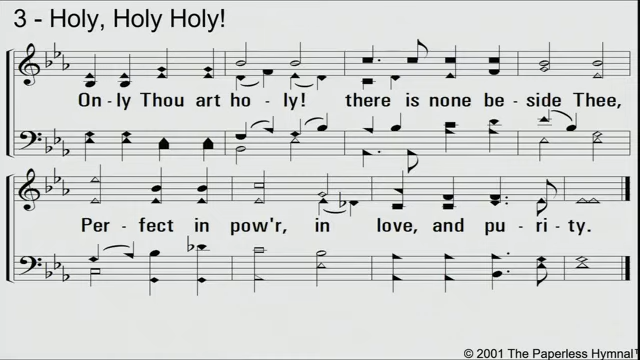 3 - Holy, Holy Holy!
On - ly Thou art ho - ly! there is none be - side Thee,
Per - fect in pow'r, in love, and pu - ri - ty.
© 2001 The Paperless Hymnal™